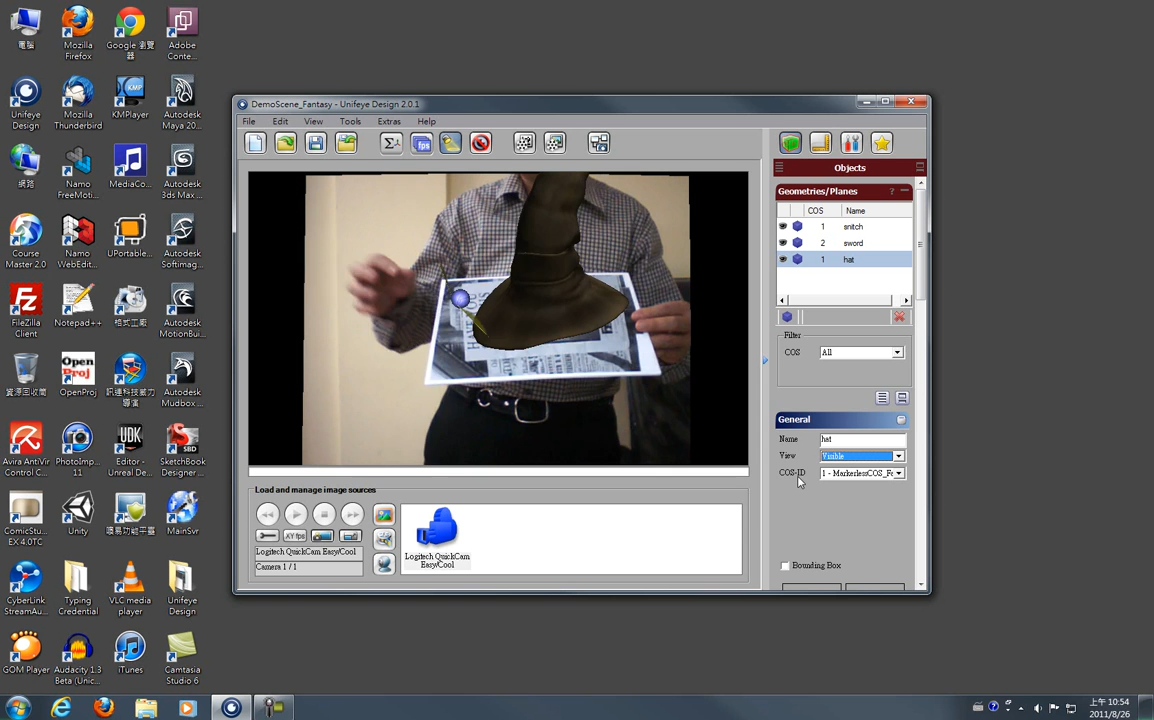 電腦
Mozilla
Firefox
Google 瀏覽
器
Adobe
Conte...
Unifeye
Design
Mozilla
Thunderbird
KMPlayer
Autodesk
Maya 20...
網路
Namo
FreeMoti...
MediaCo...
Autodesk
3ds Max ...
Course
Master 2.0
Namo
WebEdit...
UPortable...
Autodesk
Softimag...
FileZilla
Client
Notepad++
格式工廠
Autodesk
MotionBui...
資源回收筒
OpenProj
訊連科技威力
導演
Autodesk
Mudbox ...
Avira AntiVir
Control C...
PhotoImp...
11
Editor -
Unreal De...
SketchBook
Designer ...
ComicStu...
EX 4.0TC
Unity
MainSvr
CyberLink
StreamAu...
Typing
Credential
VLC media
player
Unifeye
Design
GOM Player
Audacity 1.3
Beta (Unic...
iTunes
Camtasia
Studio 6
DemoScene_Fantasy - Unifeye Design 2.0.1
File Edit View Tools Extras Help
fps
Objects
Geometries/Planes ?
COS Name
1 snitch
2 sword
1 hat
Filter
COS All
General
Name hat
View Visible
COS-ID 1 - MarkerlessCOS_Fa
Bounding Box
Load and manage image sources
XY fps
Logitech QuickCam Easy/Cool
Camera 1 / 1
Logitech QuickCam
Easy/Cool
上午 10:54
2011/8/26